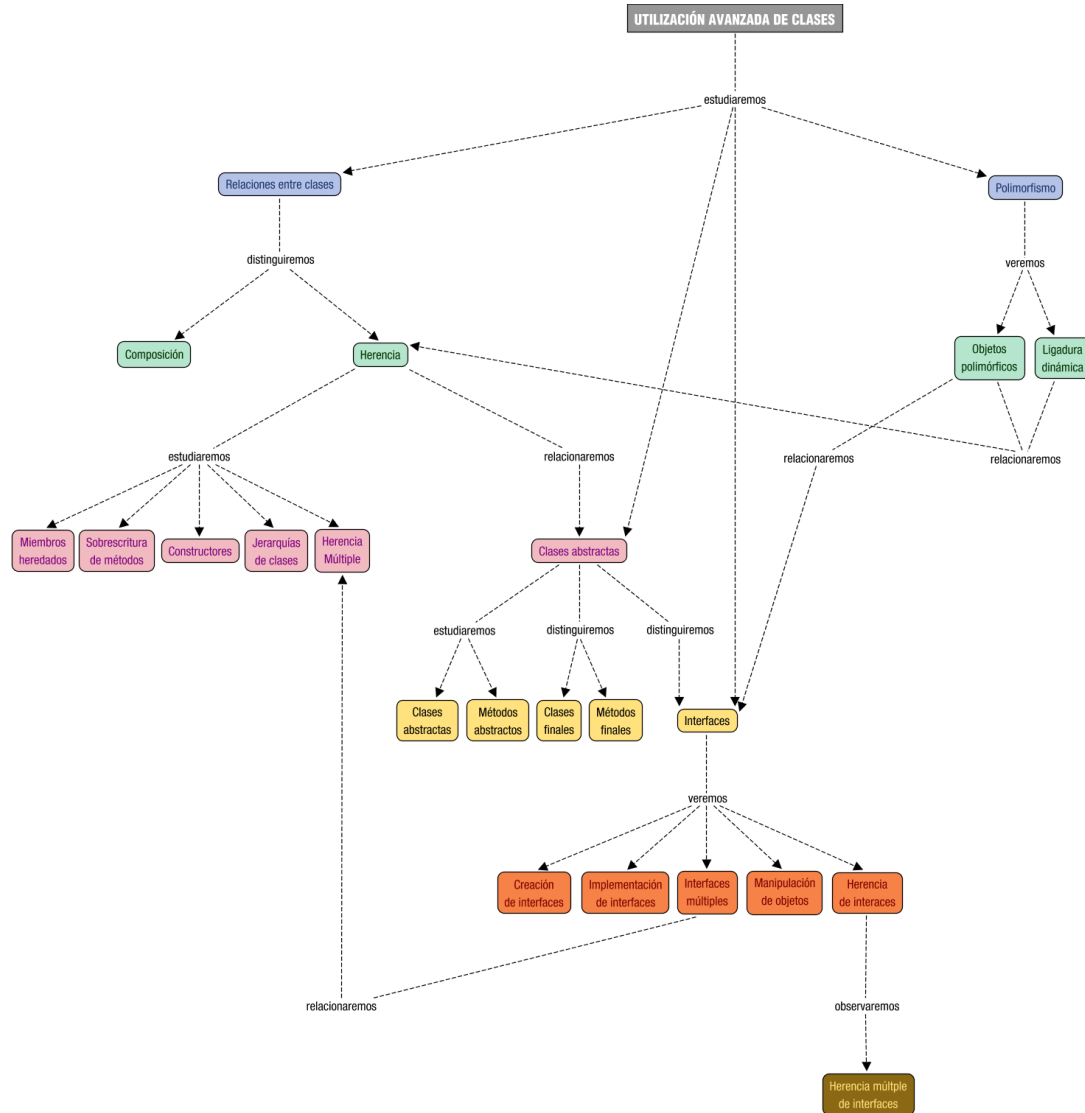 UTILIZACIÓN AVANZADA DE CLASES
estudiaremos
Relaciones entre clases
Polimorfismo
distinguiremos
veremos
Composición
Herencia
Objetos
polimórficos
Ligadura
dinámica
estudiaremos
relacionaremos
relacionaremos
relacionaremos
Miembros
heredados
Sobrescritura
de métodos
Constructores
Jerarquías
de clases
Herencia
Múltiple
Clases abstractas
estudiaremos
distinguiremos
distinguiremos
Clases
abstractas
Métodos
abstractos
Clases
finales
Métodos
finales
Interfaces
veremos
Creación
de interfaces
Implementación
de interfaces
Interfaces
múltiples
Manipulación
de objetos
Herencia
de interaces
relacionaremos
observaremos
Herencia múltple
de interfaces